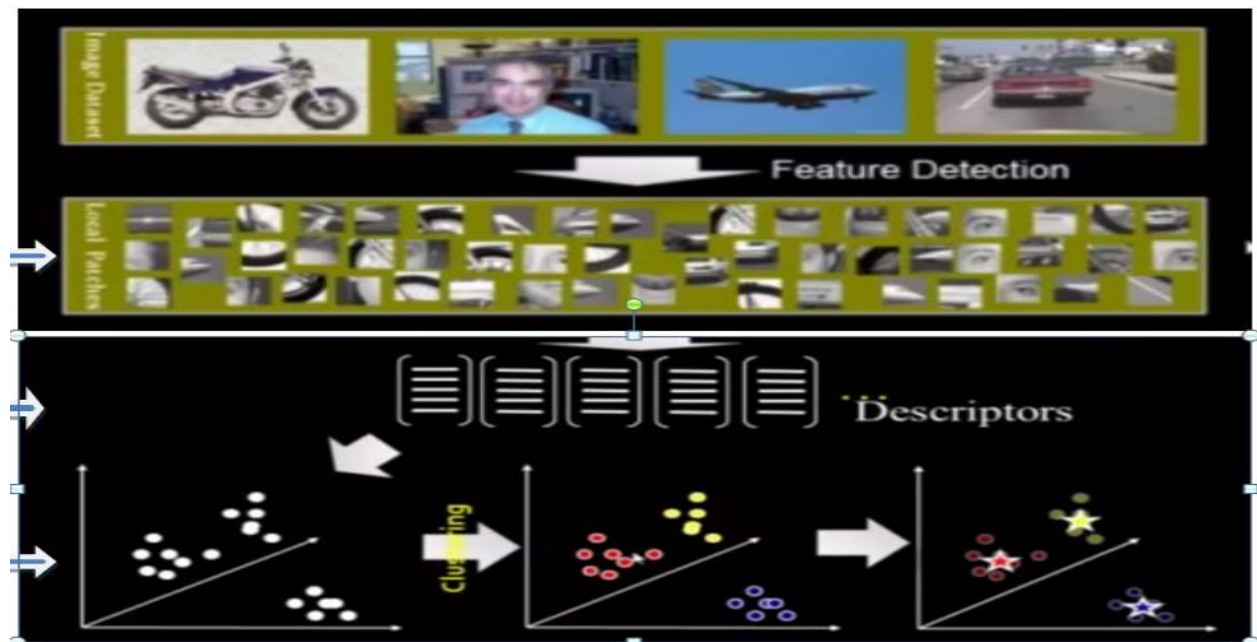 Image Dataset
Feature Detection
Local Patches
Descriptors
Clustering